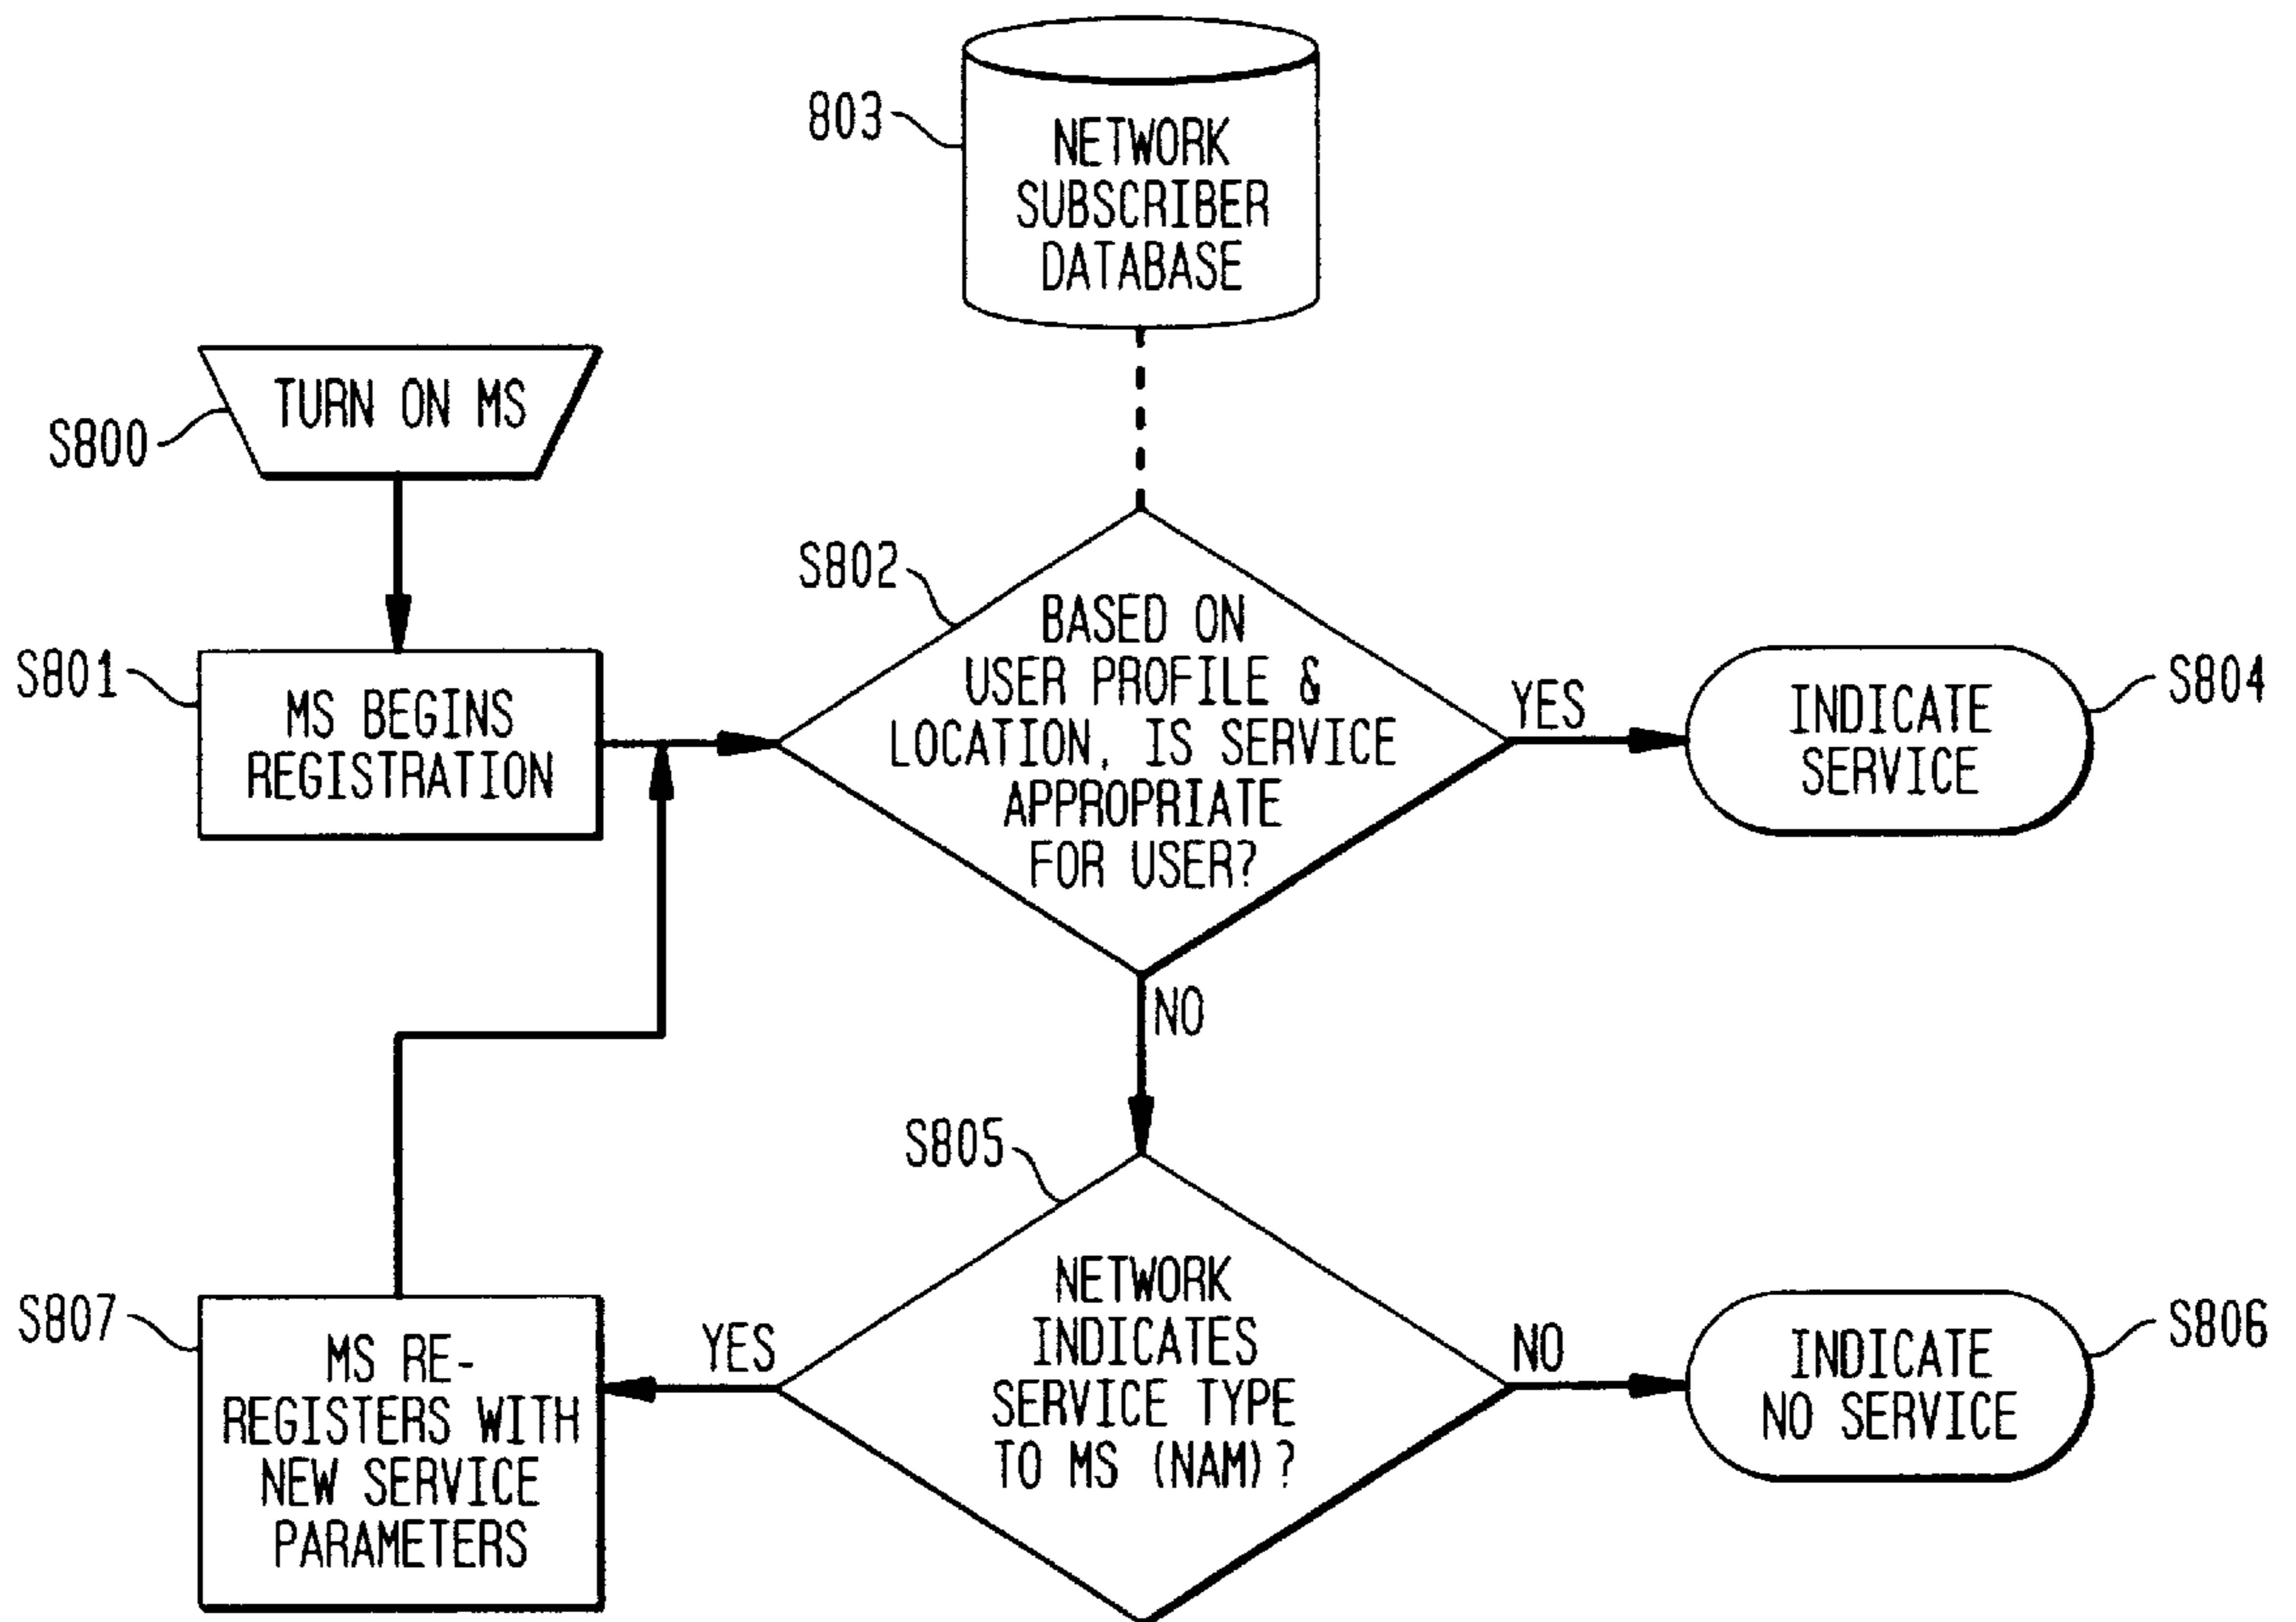 803
NETWORK
SUBSCRIBER
DATABASE
TURN ON MS
S800
S801
MS BEGINS
REGISTRATION
S802
BASED ON
USER PROFILE &
LOCATION, IS SERVICE
APPROPRIATE
FOR USER?
YES
INDICATE
SERVICE
S804
NO
S805
NETWORK
INDICATES
SERVICE TYPE
TO MS (NAM)?
NO
INDICATE
NO SERVICE
S806
YES
S807
MS RE-
REGISTERS WITH
NEW SERVICE
PARAMETERS